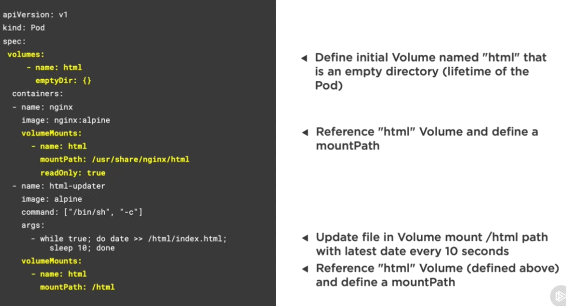 apiVersion: v1
kind: Pod
spec:
volumes:
- name: html
emptyDir: {}
containers:
- name: nginx
image: nginx:alpine
volumeMounts:
- name: html
mountPath: /usr/share/nginx/html
readOnly: true
- name: html-updater
image: alpine
command: ["/bin/sh", "-c"]
args:
- while true; do date >> /html/index.html;
sleep 10; done
volumeMounts:
- name: html
mountPath: /html
Define initial Volume named "html" that
is an empty directory (lifetime of the
Pod)
Reference "html" Volume and define a
mountPath
Update file in Volume mount /html path
with latest date every 10 seconds
Reference "html" Volume (defined above)
and define a mountPath